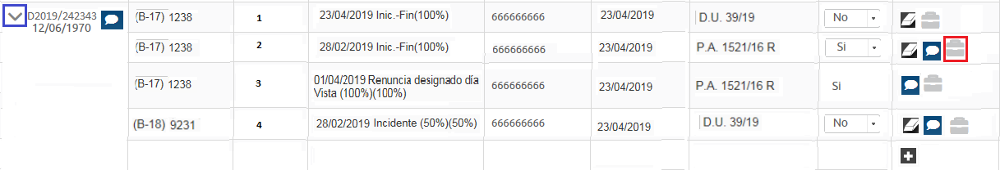 D2019/242343
12/06/1970
(B-17) 1238 1 23/04/2019 Inic.-Fin(100%) 666666666 23/04/2019 D.U. 39/19 No
(B-17) 1238 2 28/02/2019 Inic.-Fin(100%) 666666666 23/04/2019 P.A. 1521/16 R Si
(B-17) 1238 3 01/04/2019 Renuncia designado día
Vista (100%)(100%) 666666666 23/04/2019 P.A. 1521/16 R Si
(B-18) 9231 4 28/02/2019 Incidente (50%)(50%) 666666666 23/04/2019 D.U. 39/19 No